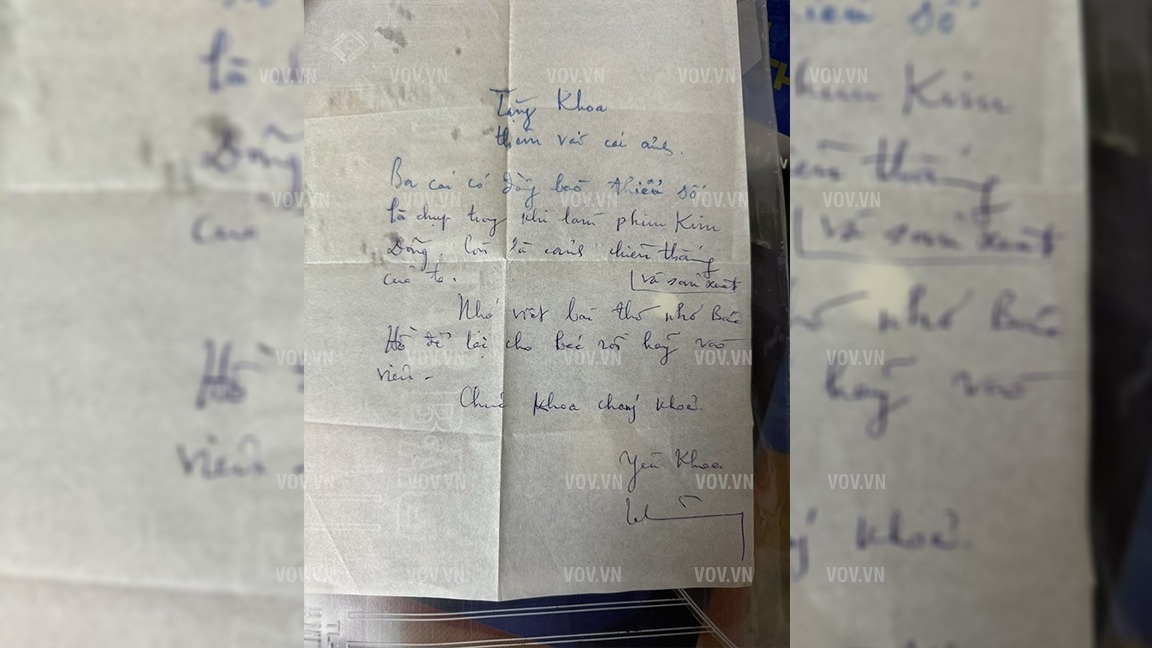 Tặng Khoa
thêm vài cái ảnh.
Ba cái có đồng bào thiểu số
là chụp trong khi làm phim Kim
Đồng, còn là cảnh chiến thắng
của ta. và sản xuất
Nhớ viết bài thơ nhớ Bác
Hồ để lại cho bác rồi hãy vào
viện.
Chúc Khoa chóng khoẻ.
Yêu Khoa
VOV.VN